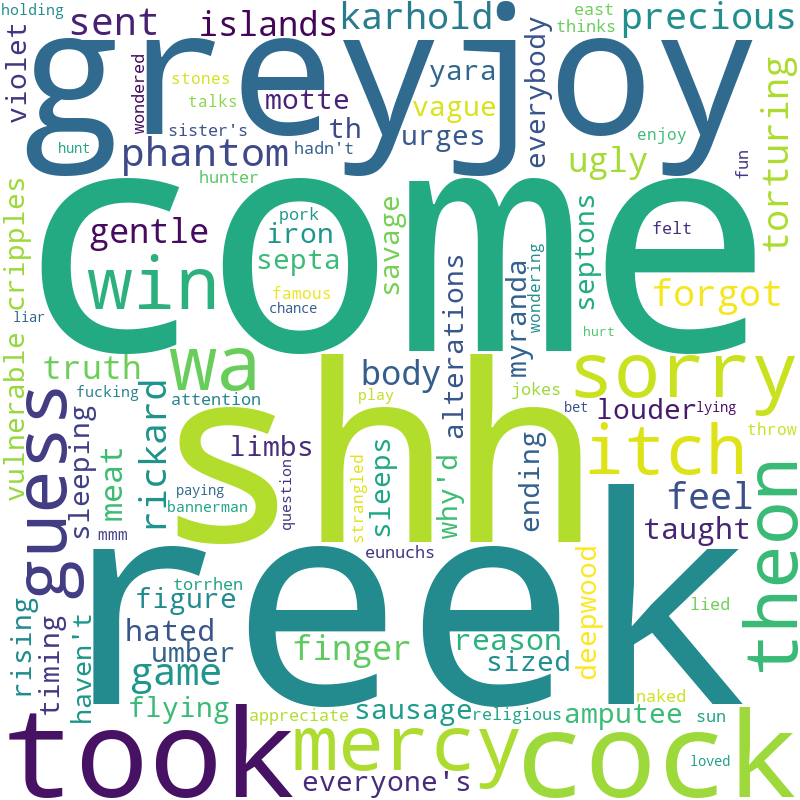 holding
sent
islands
karhold
east
thinks
precious
violet
wondered
greyjoy
stones
talks
motte
yara
vague
everybody
th
urges
sister's
hadn't
enjoy
hunt
phantom
hunter
ugly
fun
torturing
come
vulnerable cripples
gentle
pork
iron
septa
savage
felt
septons
win
famous
chance
wondering
forgot
myranda
alterations
liar
hurt
truth
wa
body
sorry
fucking
attention
play
jokes
bet
louder
lying
shh
guess
sleeping
meat
rickard
limbs
itch
throw
feel
paying
bannerman
question
strangled
sleeps
why'd
ending
taught
theon
mmm
eunuchs
reek
torrhen
figure
rising
timing
haven't
hated
umber
game
finger
reason
sized
deepwood
lied
flying
appreciate
sausage
religious
amputee
naked
sun
took
mercy
everyone's
cock
loved